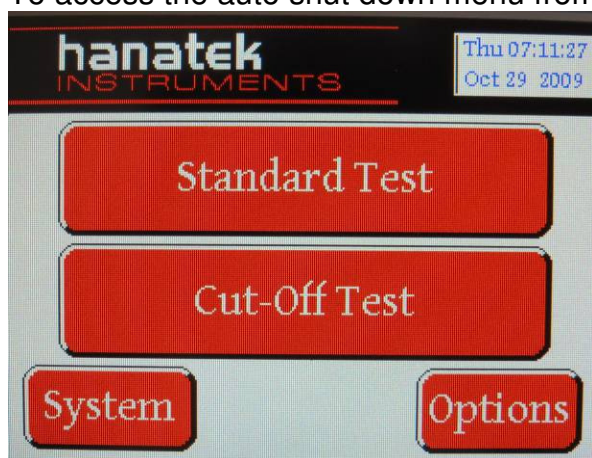 To access the auto shut down menu from
hanatek
INSTRUMENTS
Thu 07:11:27
Oct 29 2009
Standard Test
Cut-Off Test
System
Options